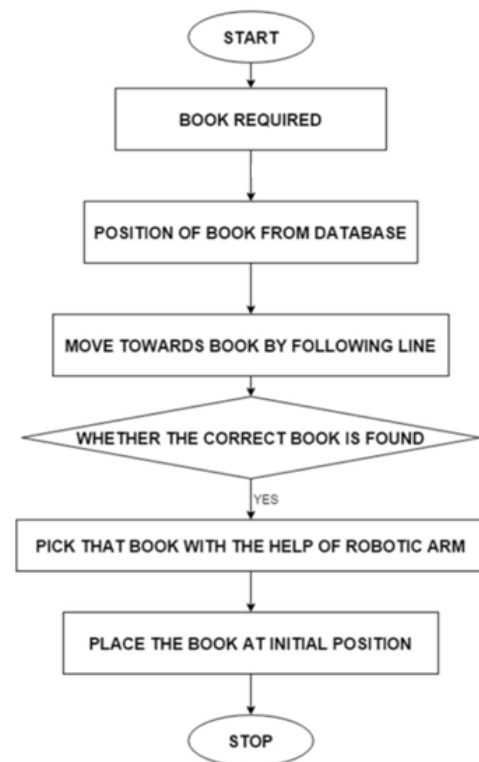 START
BOOK REQUIRED
POSITION OF BOOK FROM DATABASE
MOVE TOWARDS BOOK BY FOLLOWING LINE
WHETHER THE CORRECT BOOK IS FOUND
YES
PICK THAT BOOK WITH THE HELP OF ROBOTIC ARM
PLACE THE BOOK AT INITIAL POSITION
STOP